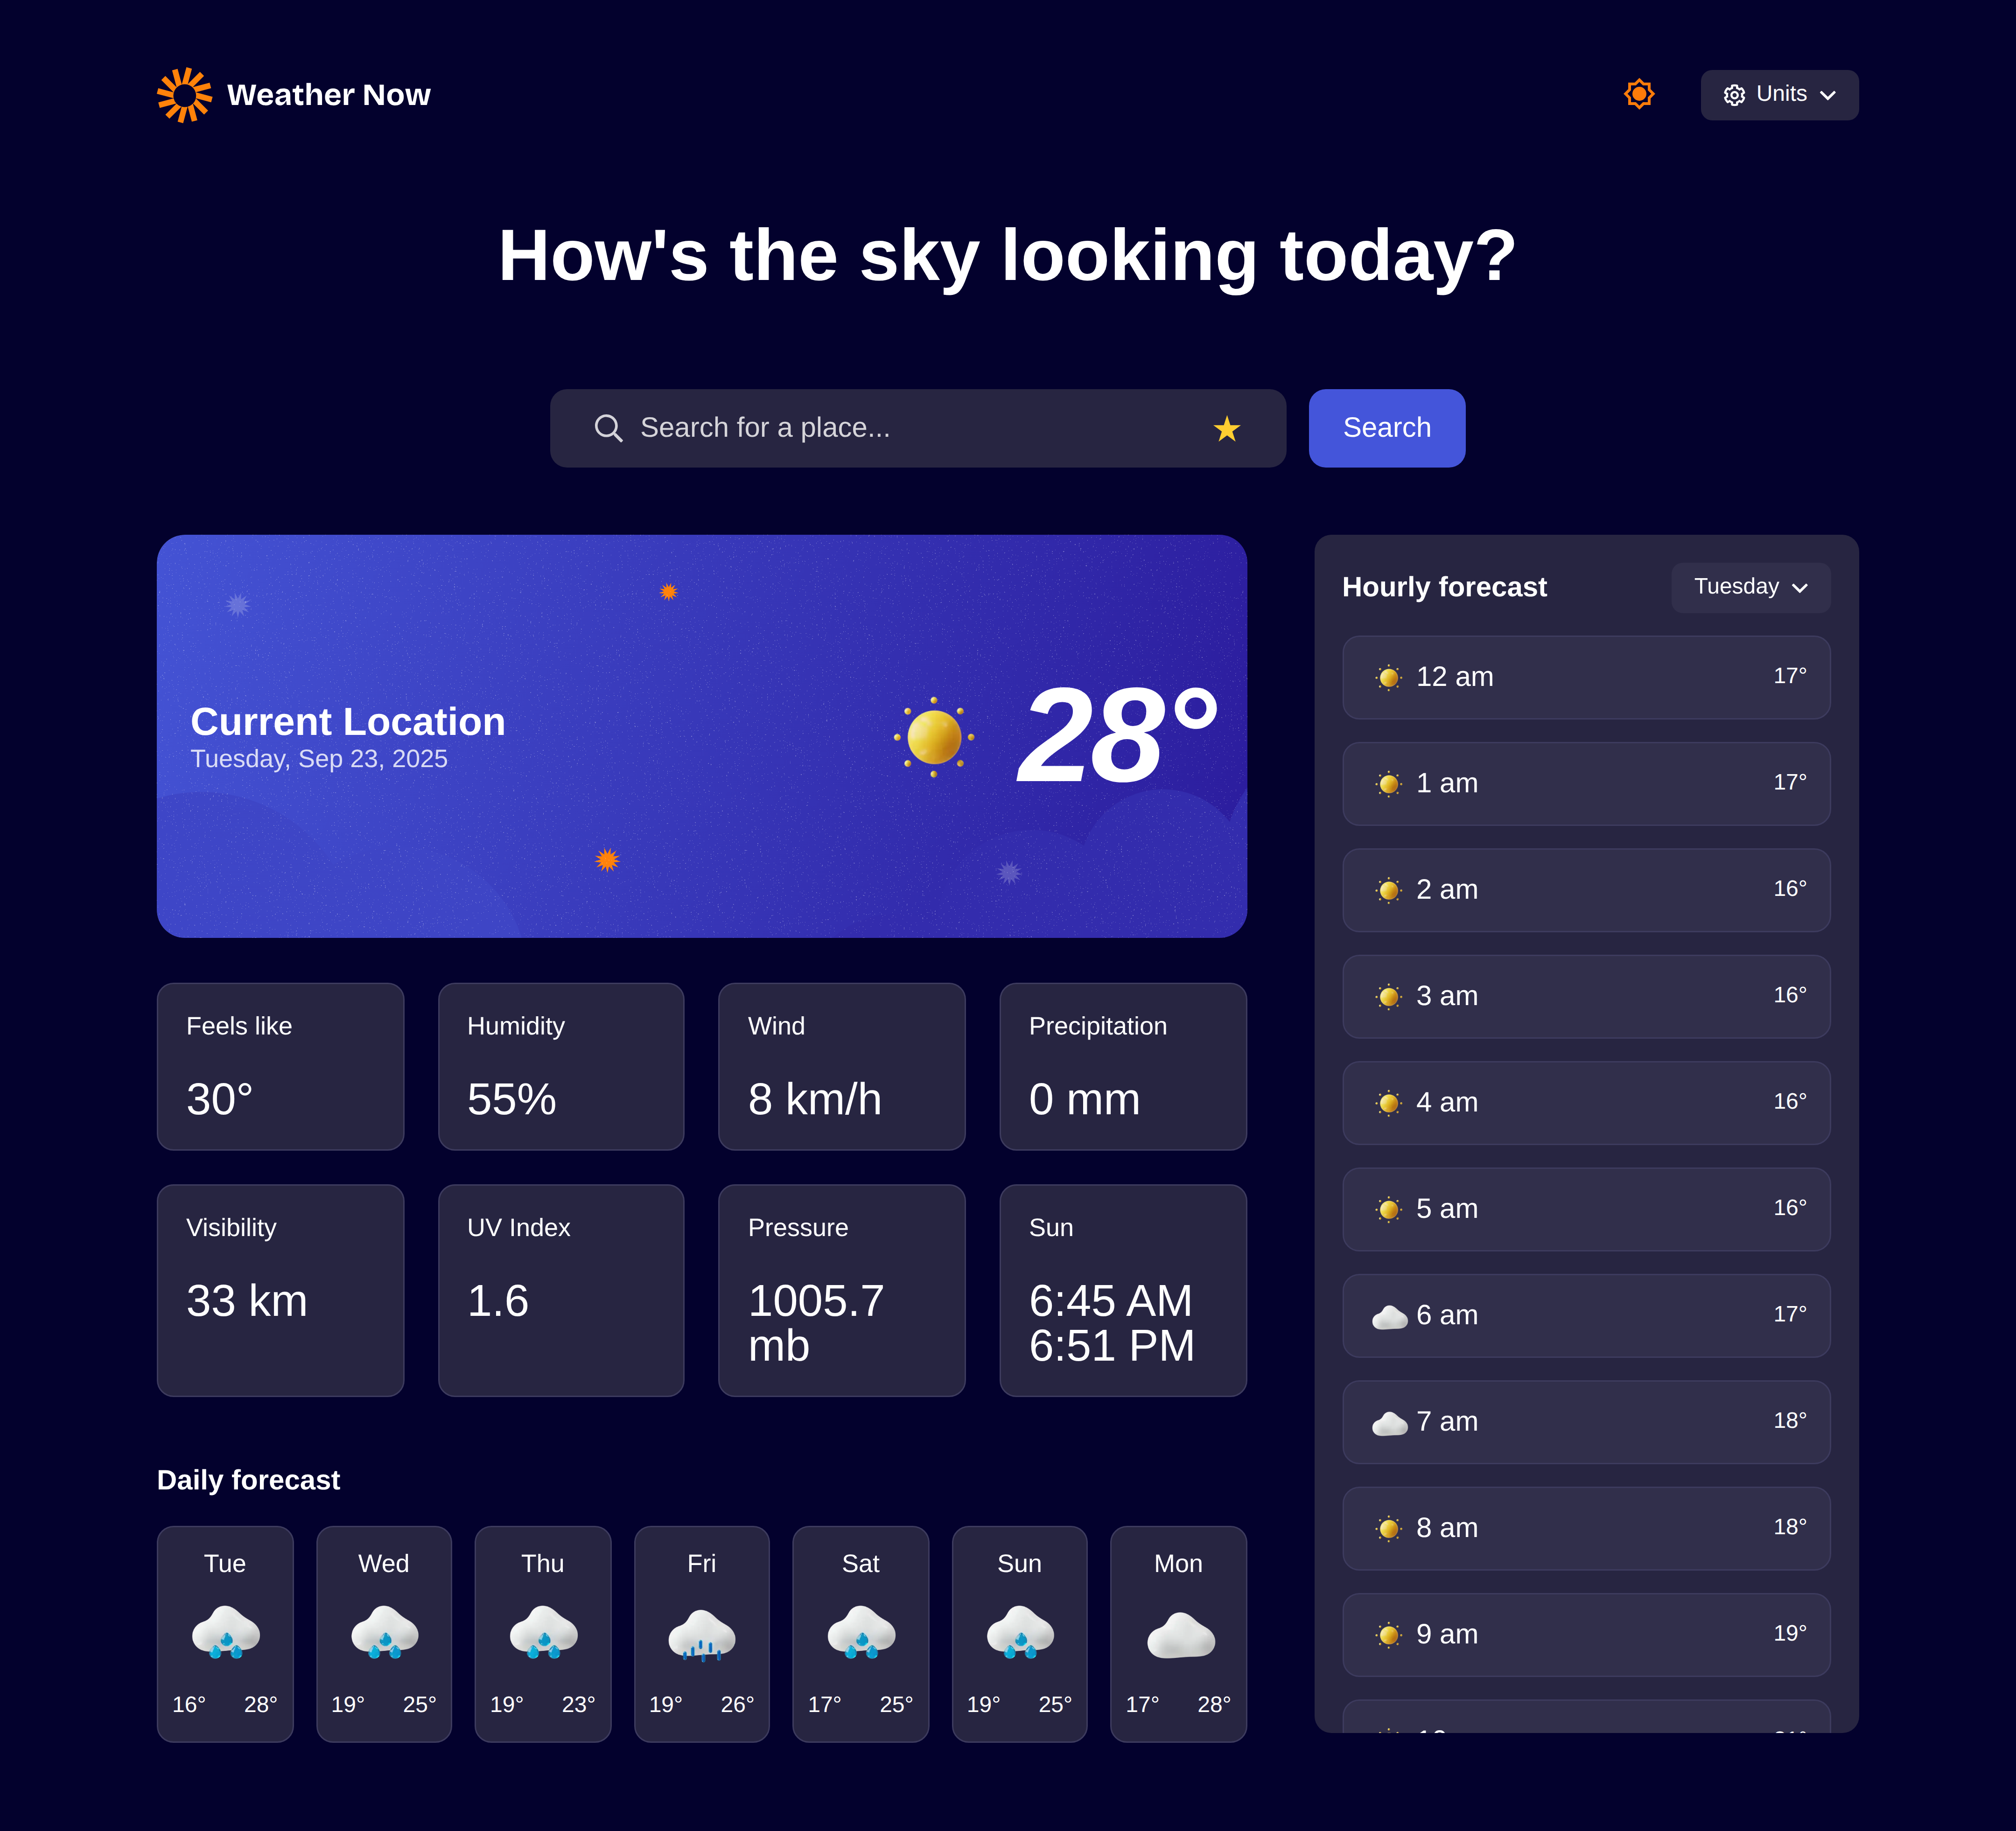 Weather Now
Units
How's the sky looking today?
Search for a place...
Search
Current Location
Tuesday, Sep 23, 2025
28°
Feels like
30°
Humidity
55%
Wind
8 km/h
Precipitation
0 mm
Visibility
33 km
UV Index
1.6
Pressure
1005.7
mb
Sun
6:45 AM
6:51 PM
Daily forecast
Tue
16° 28°
Wed
19° 25°
Thu
19° 23°
Fri
19° 26°
Sat
17° 25°
Sun
19° 25°
Mon
17° 28°
Hourly forecast
Tuesday
12 am 17°
1 am 17°
2 am 16°
3 am 16°
4 am 16°
5 am 16°
6 am 17°
7 am 18°
8 am 18°
9 am 19°